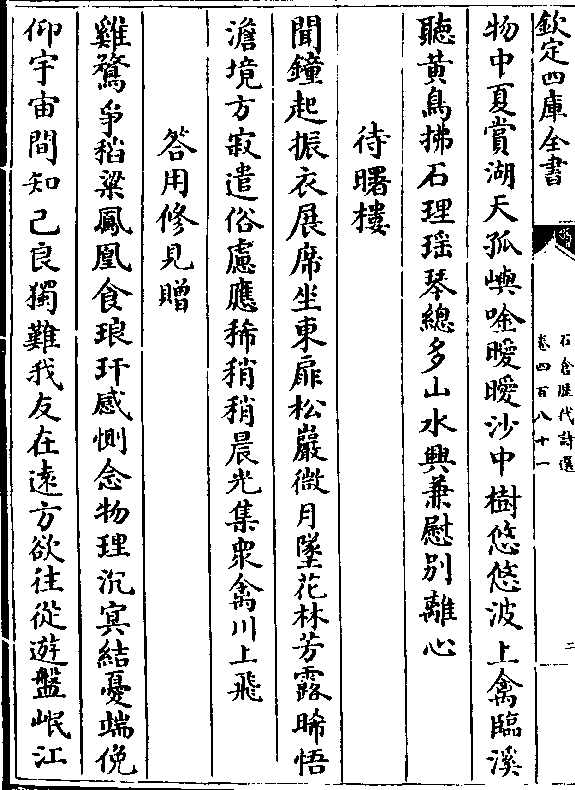 欽定四庫全書
石倉歷代詩選
卷四百八十一
二
物中夏賞湖天孤嶼唫曖曖沙中樹悠悠波上禽臨溪
聽黃鳥拂石理瑶琴總多山水興兼慰别離心
待曙樓
聞鐘起振衣展席坐東扉松巖微月墜花林芳露晞悟
澹境方寂遣俗慮應稀稍稍晨光集衆禽川上飛
答用修見贈
雞鶩爭稻粱鳳凰食琅玕感惻念物理沉冥結憂端俛
仰宇宙間知己良獨難我友在遠方欲往從遊盤岷江